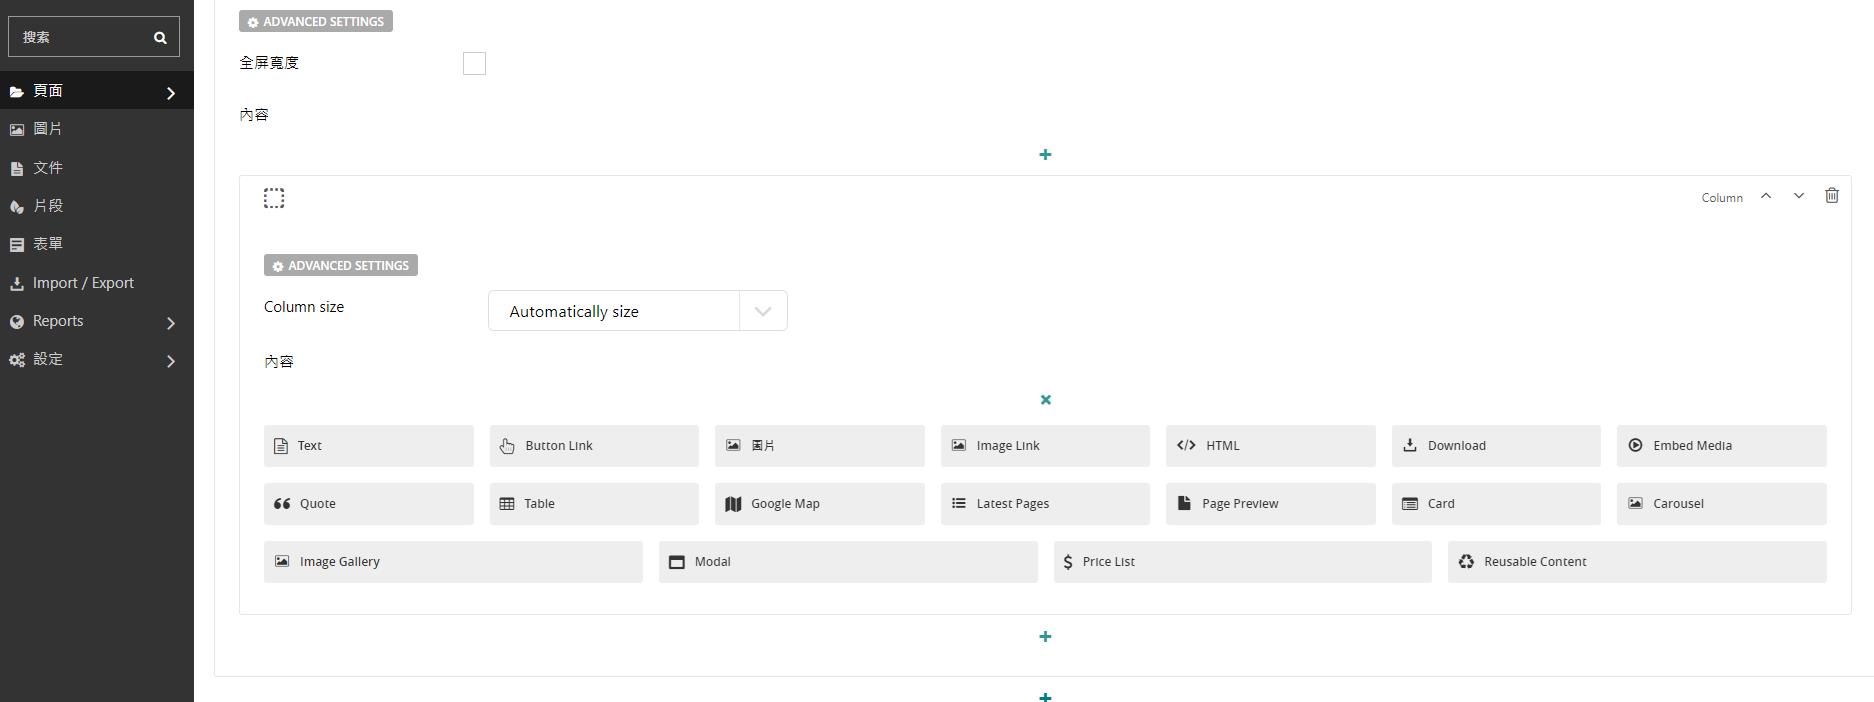 搜索
頁面
圖片
文件
片段
表單
Import / Export
Reports
設定
ADVANCED SETTINGS
全屏寬度
內容
Column
ADVANCED SETTINGS
Column size
Automatically size
內容
Text
Button Link
圖片
Image Link
HTML
Download
Embed Media
Quote
Table
Google Map
Latest Pages
Page Preview
Card
Carousel
Image Gallery
Modal
Price List
Reusable Content